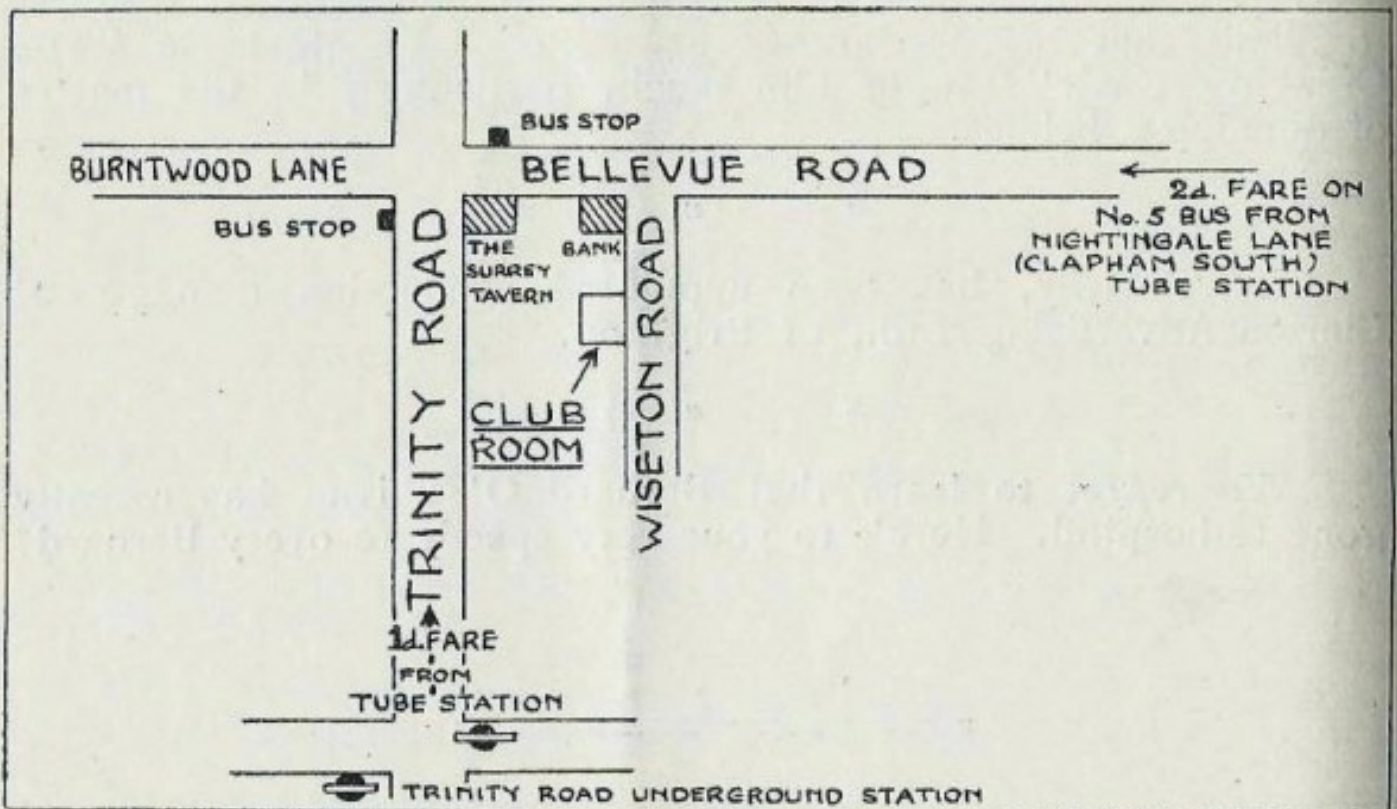 BUS STOP
BURNTWOOD LANE
BELLEVUE ROAD
2d. FARE ON
No. 5 BUS FROM
NIGHTINGALE LANE
(CLAPHAM SOUTH)
TUBE STATION
BUS STOP
TRINITY ROAD
THE
SURREY
TAVERN
BANK
WISETON ROAD
CLUB
ROOM
1d. FARE
FROM
TUBE STATION
TRINITY ROAD UNDERGROUND STATION